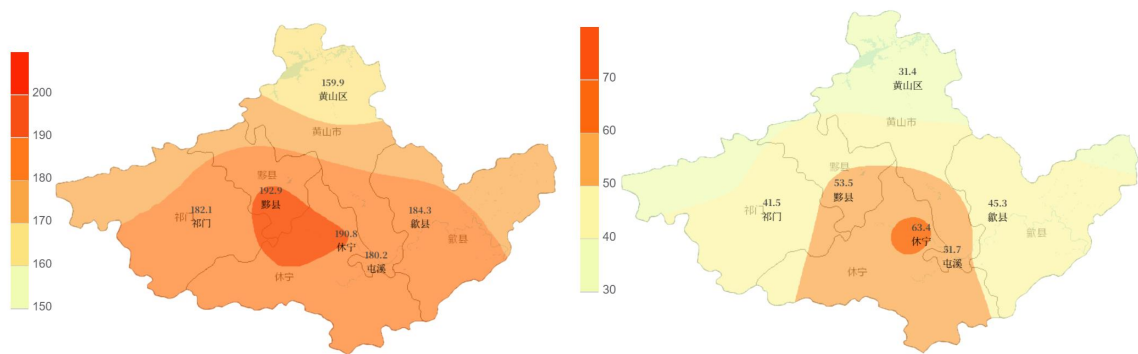 200
190
180
170
160
150
159.9
黄山区
黄山市
黟县
192.9
黟县
182.1
祁门
祁门
184.3
歙县
歙县
190.8
休宁
180.2
屯溪
休宁
70
60
50
40
30
31.4
黄山区
黄山市
黟县
53.5
黟县
41.5
祁门
祁门
45.3
歙县
歙县
63.4
休宁
51.7
屯溪
休宁